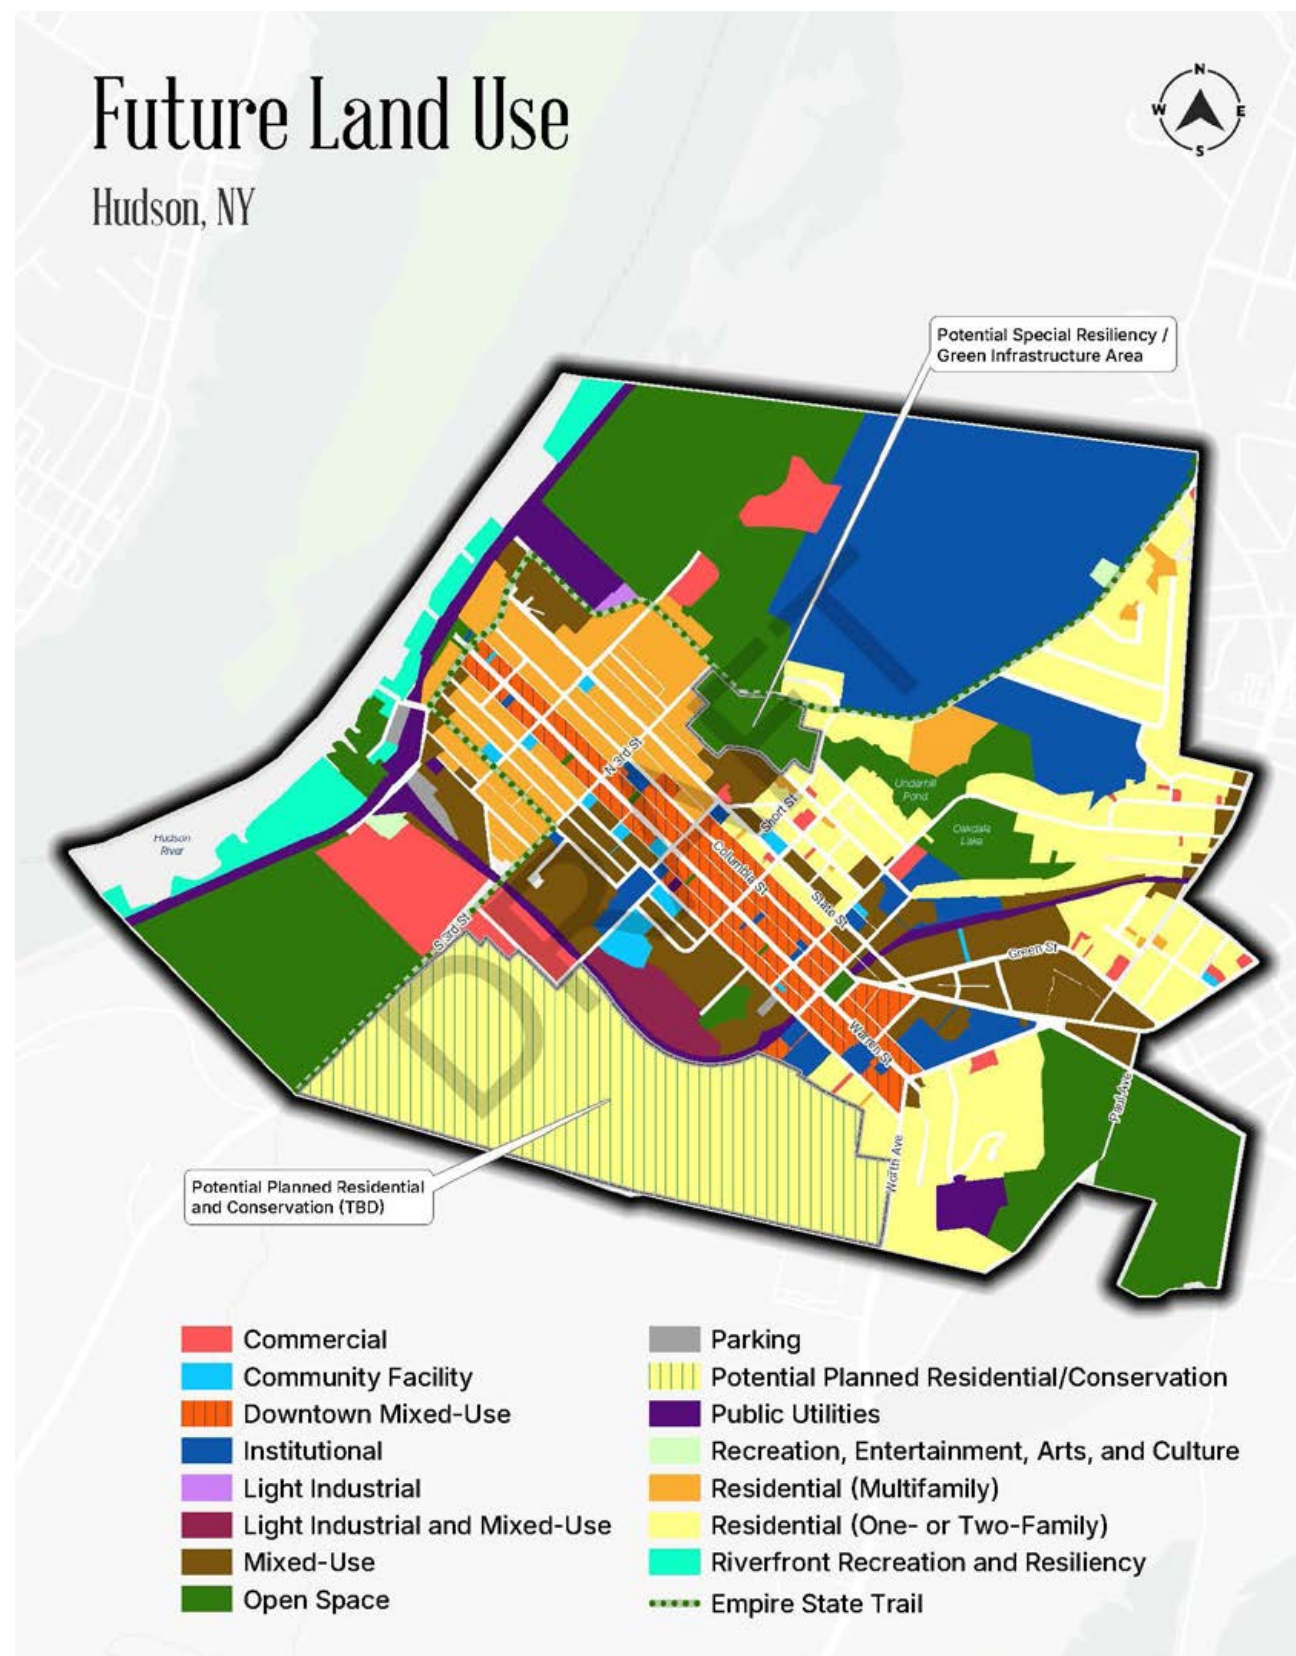 Future Land Use
Hudson, NY
N
W
E
S
Potential Special Resiliency /
Green Infrastructure Area
N 3rd St
Underhill
Pond
Short St
Oakdale
Lake
Hudson
River
Columbia St
State St
S 3rd St
Green St
Warren St
Paul Ave
North Ave
DRAFT
Potential Planned Residential
and Conservation (TBD)
Commercial
Community Facility
Downtown Mixed-Use
Institutional
Light Industrial
Light Industrial and Mixed-Use
Mixed-Use
Open Space
Parking
Potential Planned Residential/Conservation
Public Utilities
Recreation, Entertainment, Arts, and Culture
Residential (Multifamily)
Residential (One- or Two-Family)
Riverfront Recreation and Resiliency
Empire State Trail